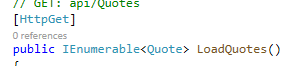 // GET: api/Quotes
[HttpGet]
0 references
public IEnumerable<Quote> LoadQuotes()
{